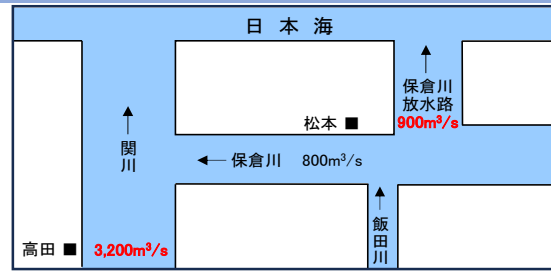 日本海
保倉川
放水路
900m³/s
松本 ■
↑
関川
← 保倉川 800m³/s
↑
飯田川
高田 ■ 3,200m³/s